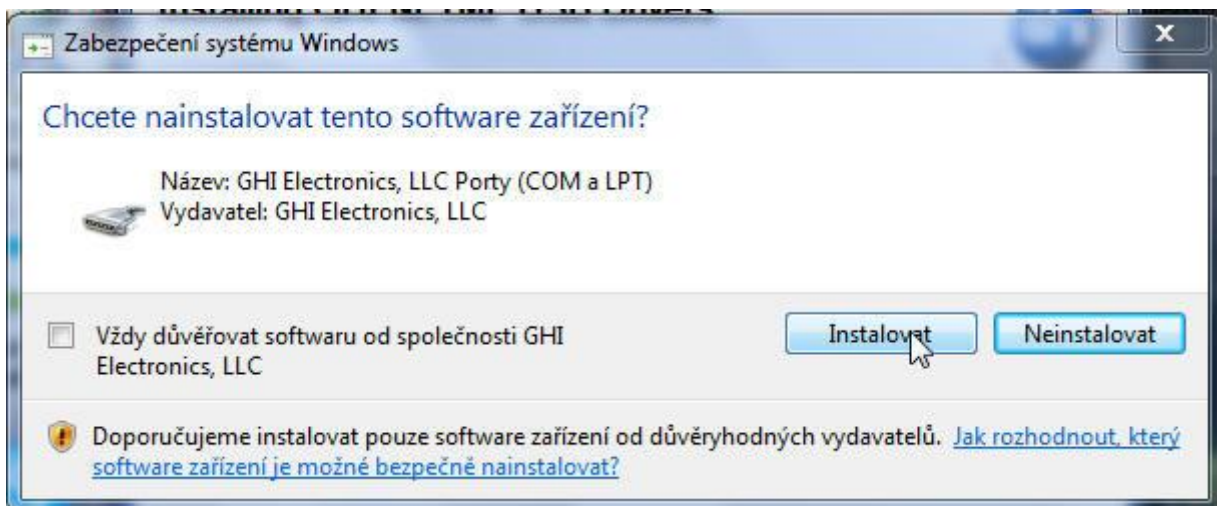 Zabezpečení systému Windows
Chcete nainstalovat tento software zařízení?
Název: GHI Electronics, LLC Porty (COM a LPT)
Vydavatel: GHI Electronics, LLC
Vždy důvěřovat softwaru od společnosti GHI
Electronics, LLC
Instalovat
Neinstalovat
Doporučujeme instalovat pouze software zařízení od důvěryhodných vydavatelů. Jak rozhodnout, který
software zařízení je možné bezpečně nainstalovat?